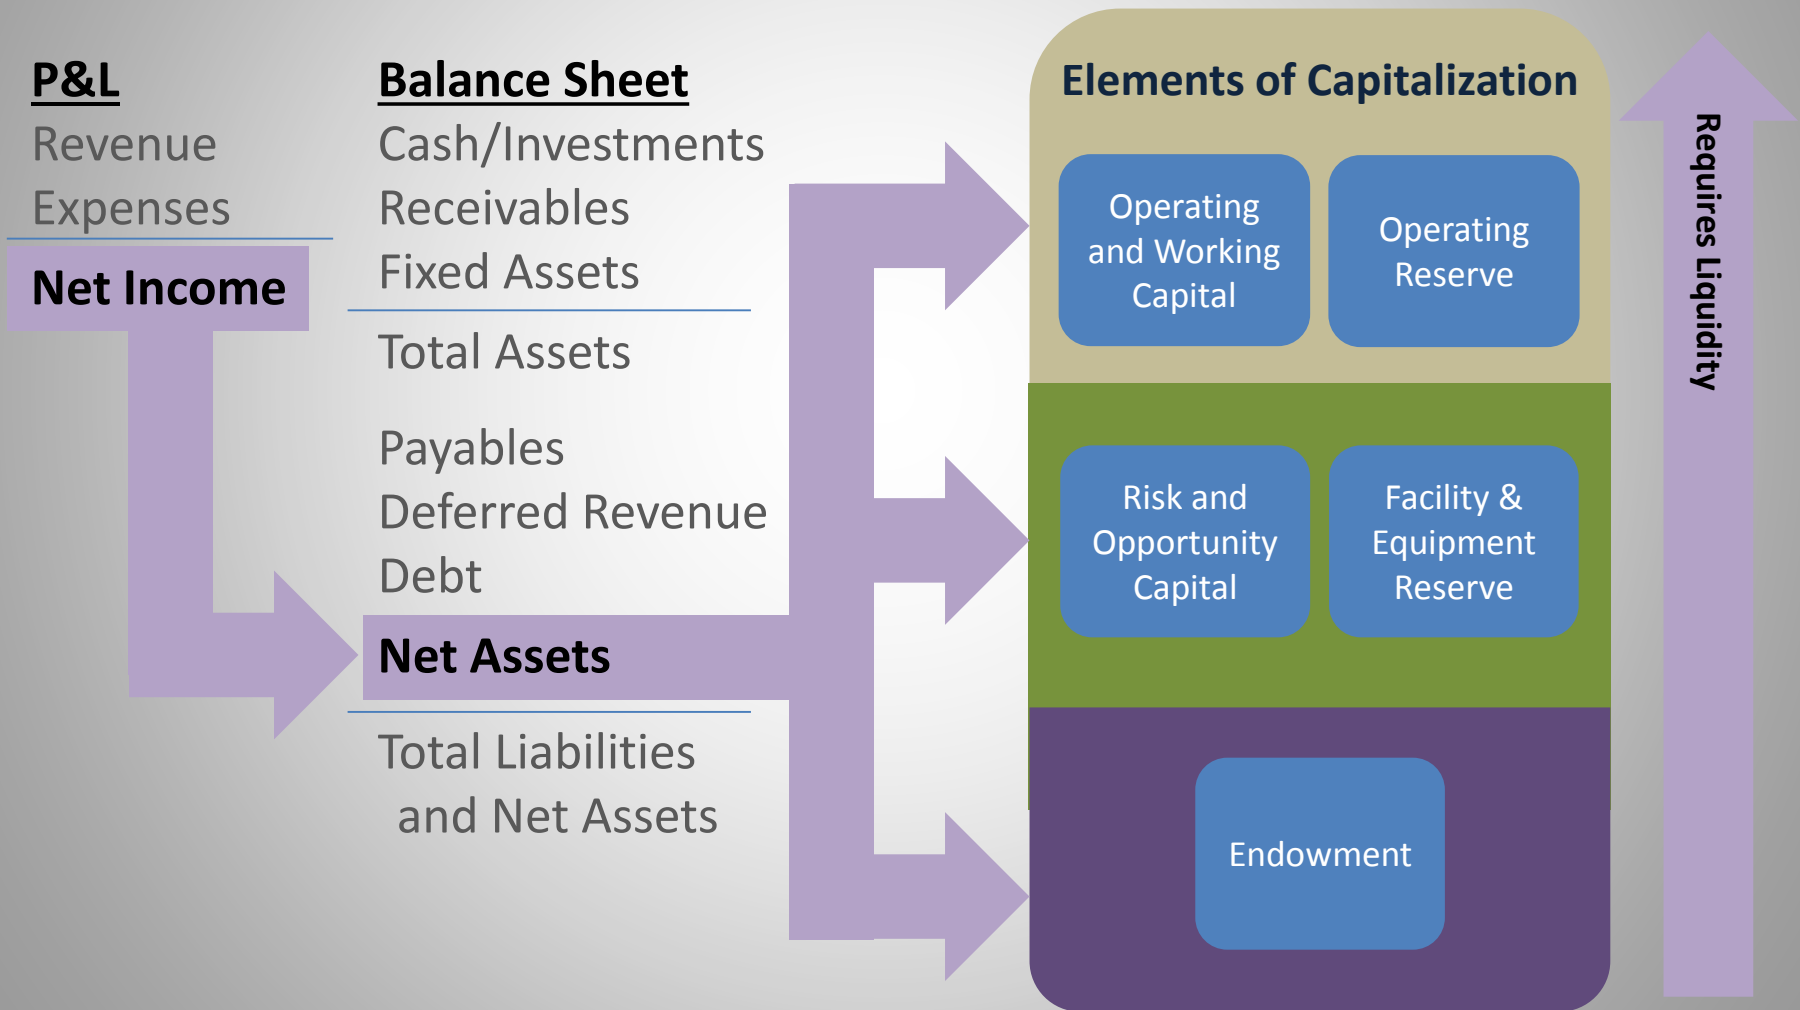 P&L
Revenue
Expenses
Net Income
Balance Sheet
Cash/Investments
Receivables
Fixed Assets
Total Assets
Payables
Deferred Revenue
Debt
Net Assets
Total Liabilities
and Net Assets
Elements of Capitalization
Operating
and Working
Capital
Operating
Reserve
Risk and
Opportunity
Capital
Facility &
Equipment
Reserve
Endowment
Requires Liquidity